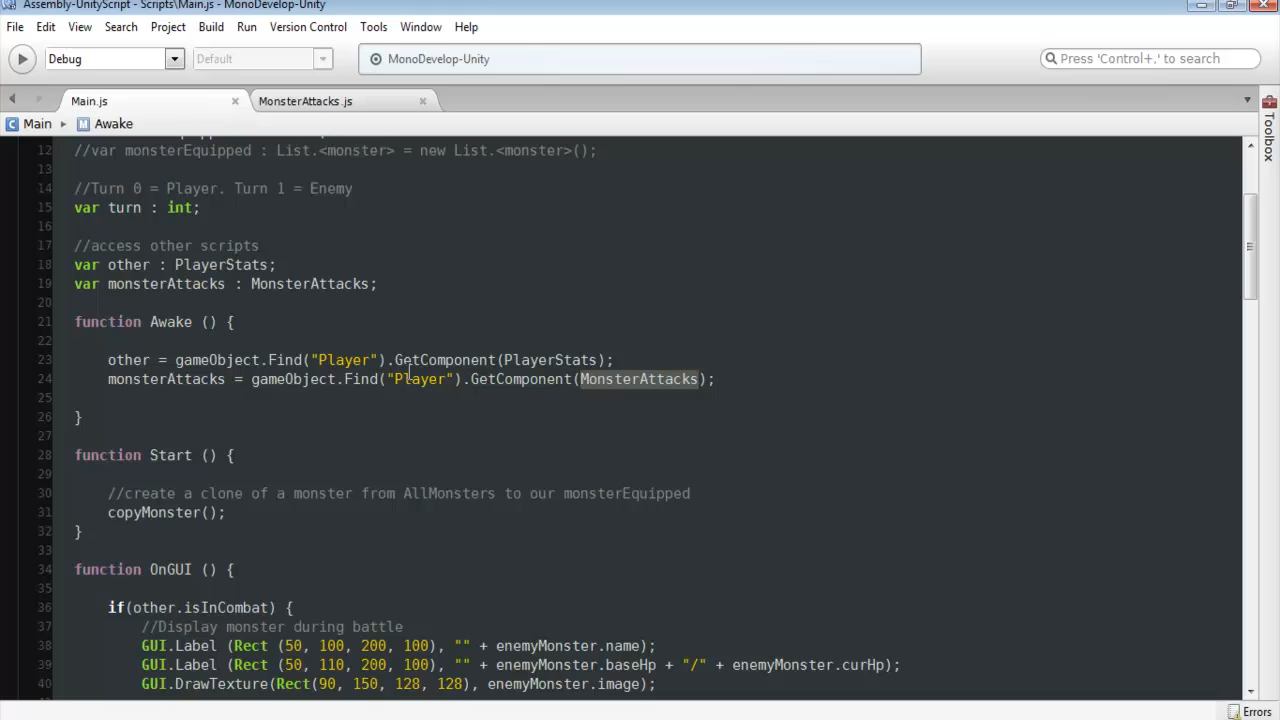 Assembly-UnityScript - Scripts\Main.js - MonoDevelop-Unity
File Edit View Search Project Build Run Version Control Tools Window Help
Debug Default MonoDevelop-Unity Press 'Control+,' to search
Main.js MonsterAttacks.js
C Main M Awake
Toolbox
12 //var monsterEquipped : List.<monster> = new List.<monster>();
13
14 //Turn 0 = Player. Turn 1 = Enemy
15 var turn : int;
16
17 //access other scripts
18 var other : PlayerStats;
19 var monsterAttacks : MonsterAttacks;
20
21 function Awake () {
22
23 other = gameObject.Find("Player").GetComponent(PlayerStats);
24 monsterAttacks = gameObject.Find("Player").GetComponent(MonsterAttacks);
25
26 }
27
28 function Start () {
29
30 //create a clone of a monster from AllMonsters to our monsterEquipped
31 copyMonster();
32 }
33
34 function OnGUI () {
35
36 if(other.isInCombat) {
37 //Display monster during battle
38 GUI.Label (Rect (50, 100, 200, 100), "" + enemyMonster.name);
39 GUI.Label (Rect (50, 110, 200, 100), "" + enemyMonster.baseHp + "/" + enemyMonster.curHp);
40 GUI.DrawTexture(Rect(90, 150, 128, 128), enemyMonster.image);
Errors